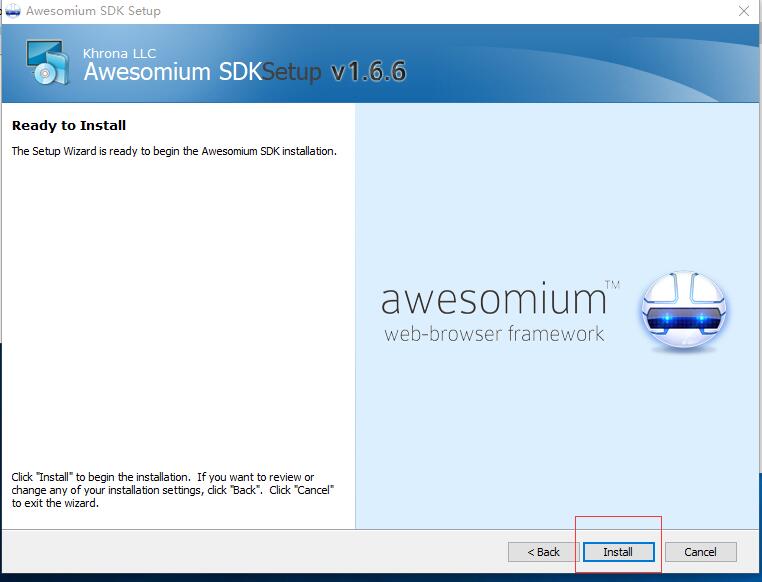 Awesomium SDK Setup
Khrona LLC
Awesomium SDKSetup v1.6.6
Ready to Install
The Setup Wizard is ready to begin the Awesomium SDK installation.
awesomium™
web-browser framework
Click "Install" to begin the installation. If you want to review or
change any of your installation settings, click "Back". Click "Cancel"
to exit the wizard.
< Back
Install
Cancel